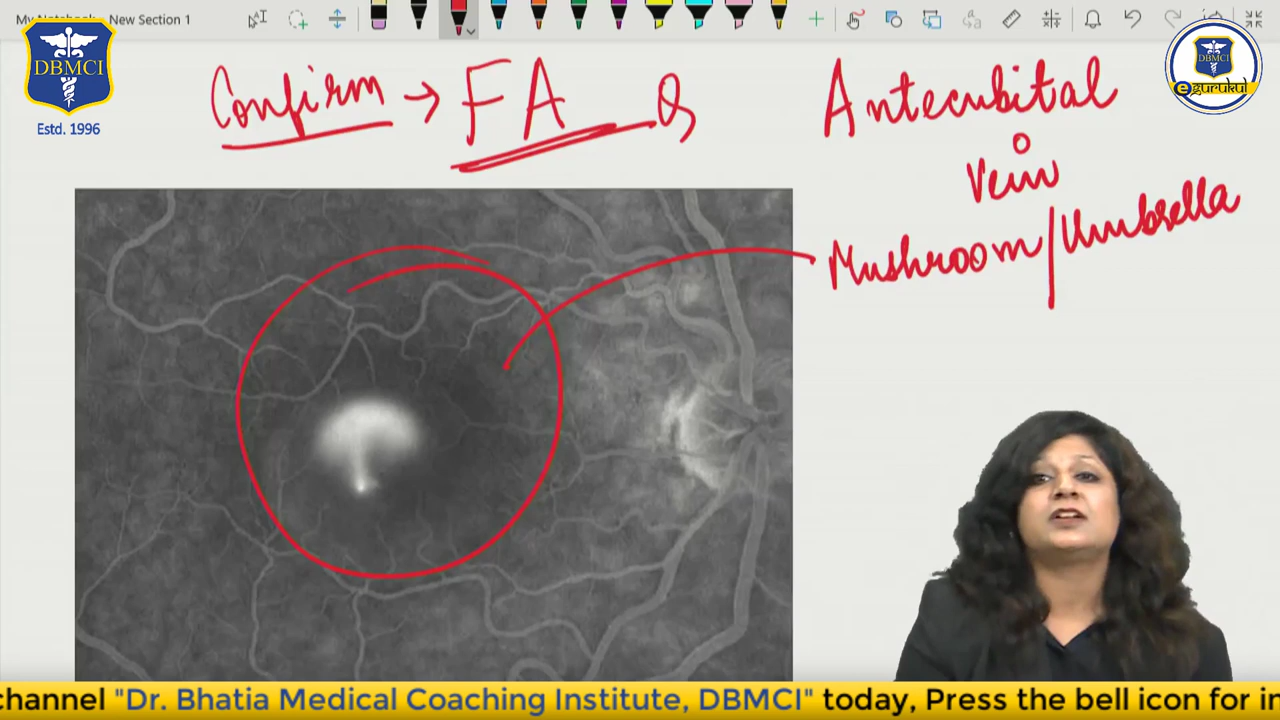 My Notebook - New Section 1
DBMCI
Estd. 1996
Confirm → FA
Antecubital
Vein
Mushroom/Umbrella
DBMCI
e gurukul
channel "Dr. Bhatia Medical Coaching Institute, DBMCI" today, Press the bell icon for in